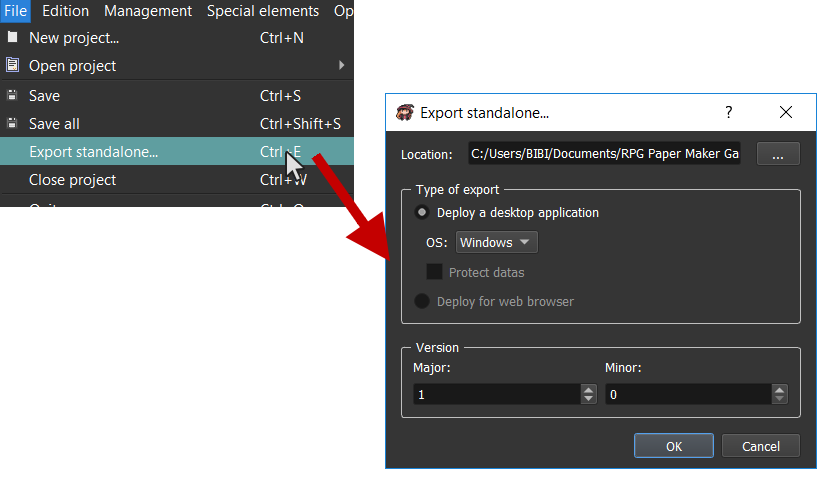 File Edition Management Special elements Op
New project... Ctrl+N
Open project
Save Ctrl+S
Save all Ctrl+Shift+S
Export standalone... Ctrl+E
Close project Ctrl+W
Export standalone... ?
Location: C:/Users/BIBI/Documents/RPG Paper Maker Ga ...
Type of export
Deploy a desktop application
OS: Windows
Protect datas
Deploy for web browser
Version
Major: Minor:
1 0
OK Cancel